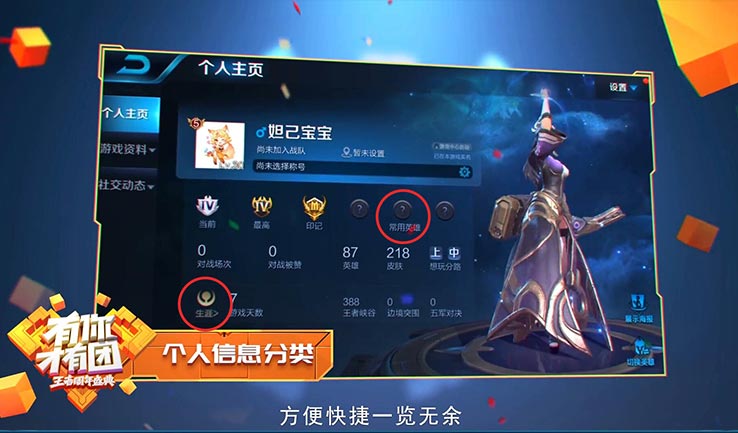 个人主页
设置
个人主页
5
妲己宝宝
尚未加入战队
暂未设置
尚未选择称号
游戏资料
社交动态
IV
IV
M
?
?
?
当前
最高
印记
常用英雄
0
0
87
218
上 中
对战场次
对战被赞
英雄
皮肤
想玩分路
7
388
0
0
生涯>
游戏天数
王者峡谷
边境突围
五军对决
展示海报
切换英雄
有你
才有团
王者周年盛典
个人信息分类
方便快捷一览无余